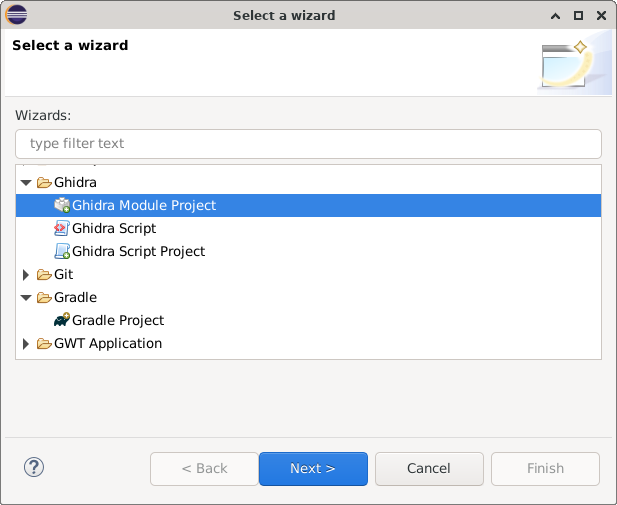 Select a wizard
Select a wizard
Wizards:
type filter text
Ghidra
Ghidra Module Project
Ghidra Script
Ghidra Script Project
Git
Gradle
Gradle Project
GWT Application
?
< Back
Next >
Cancel
Finish